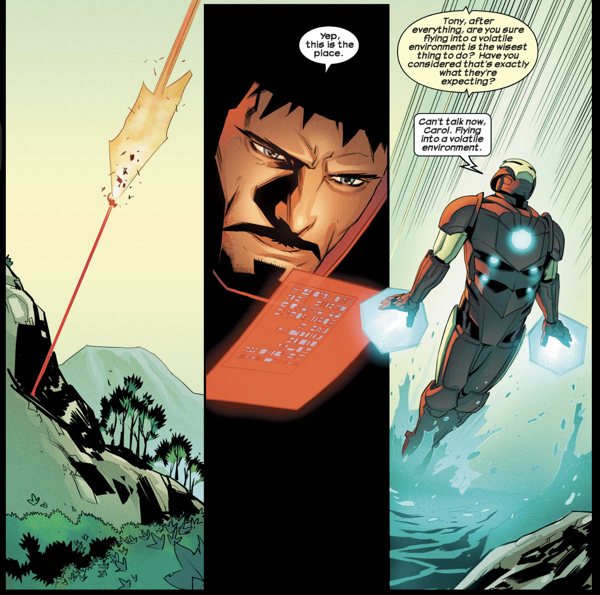 Yep,
this is the
place.
Tony, after
everything, are you sure
flying into a volatile
environment is the wisest
thing to do? Have you
considered that's exactly
what they're
expecting?
Can't talk now,
Carol. Flying
into a volatile
environment.